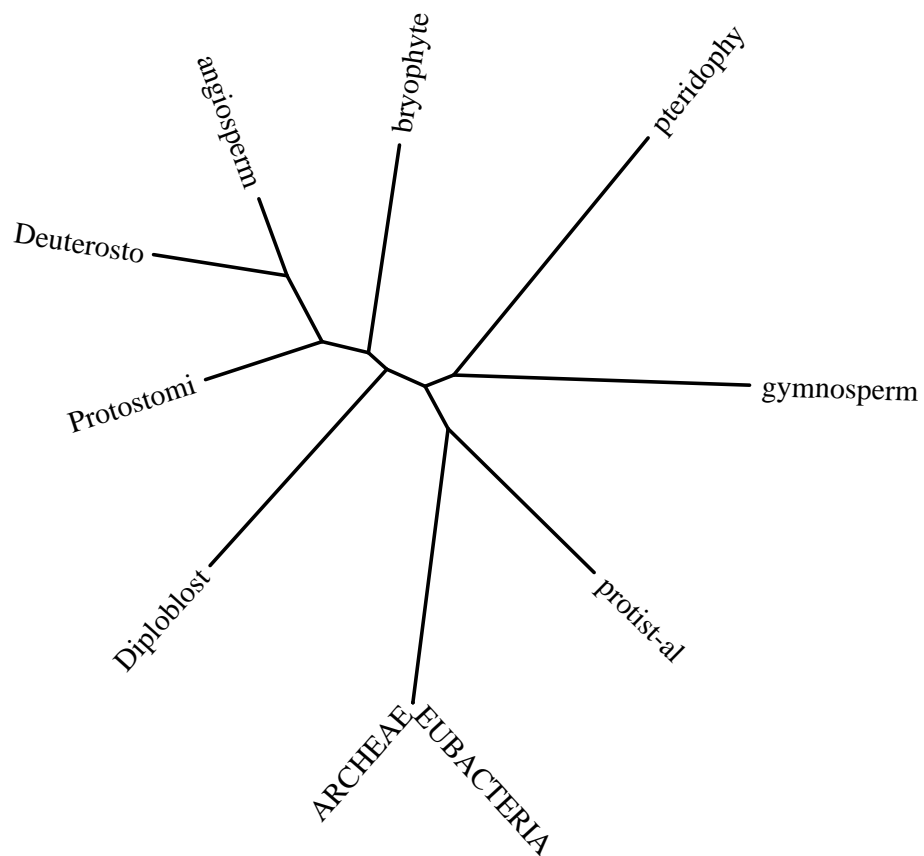 bryophyte
pteridophy
angiosperm
Deuterosto
gymnosperm
Protostomi
Diploblost
protist-al
ARCHEAE
EUBACTERIA